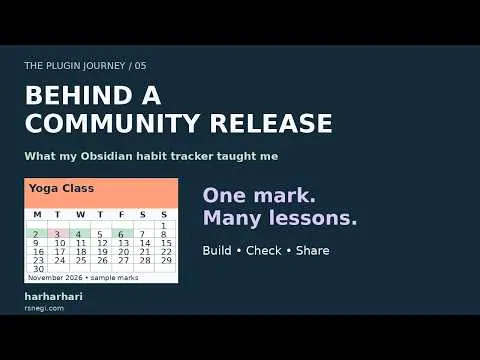 THE PLUGIN JOURNEY / 05
BEHIND A
COMMUNITY RELEASE
What my Obsidian habit tracker taught me
Yoga Class
M T W T F S S
1
2 3 4 5 6 7 8
9 10 11 12 13 14 15
16 17 18 19 20 21 22
23 24 25 26 27 28 29
30
November 2026 • sample marks
One mark.
Many lessons.
Build • Check • Share
harharhari
rsnegi.com